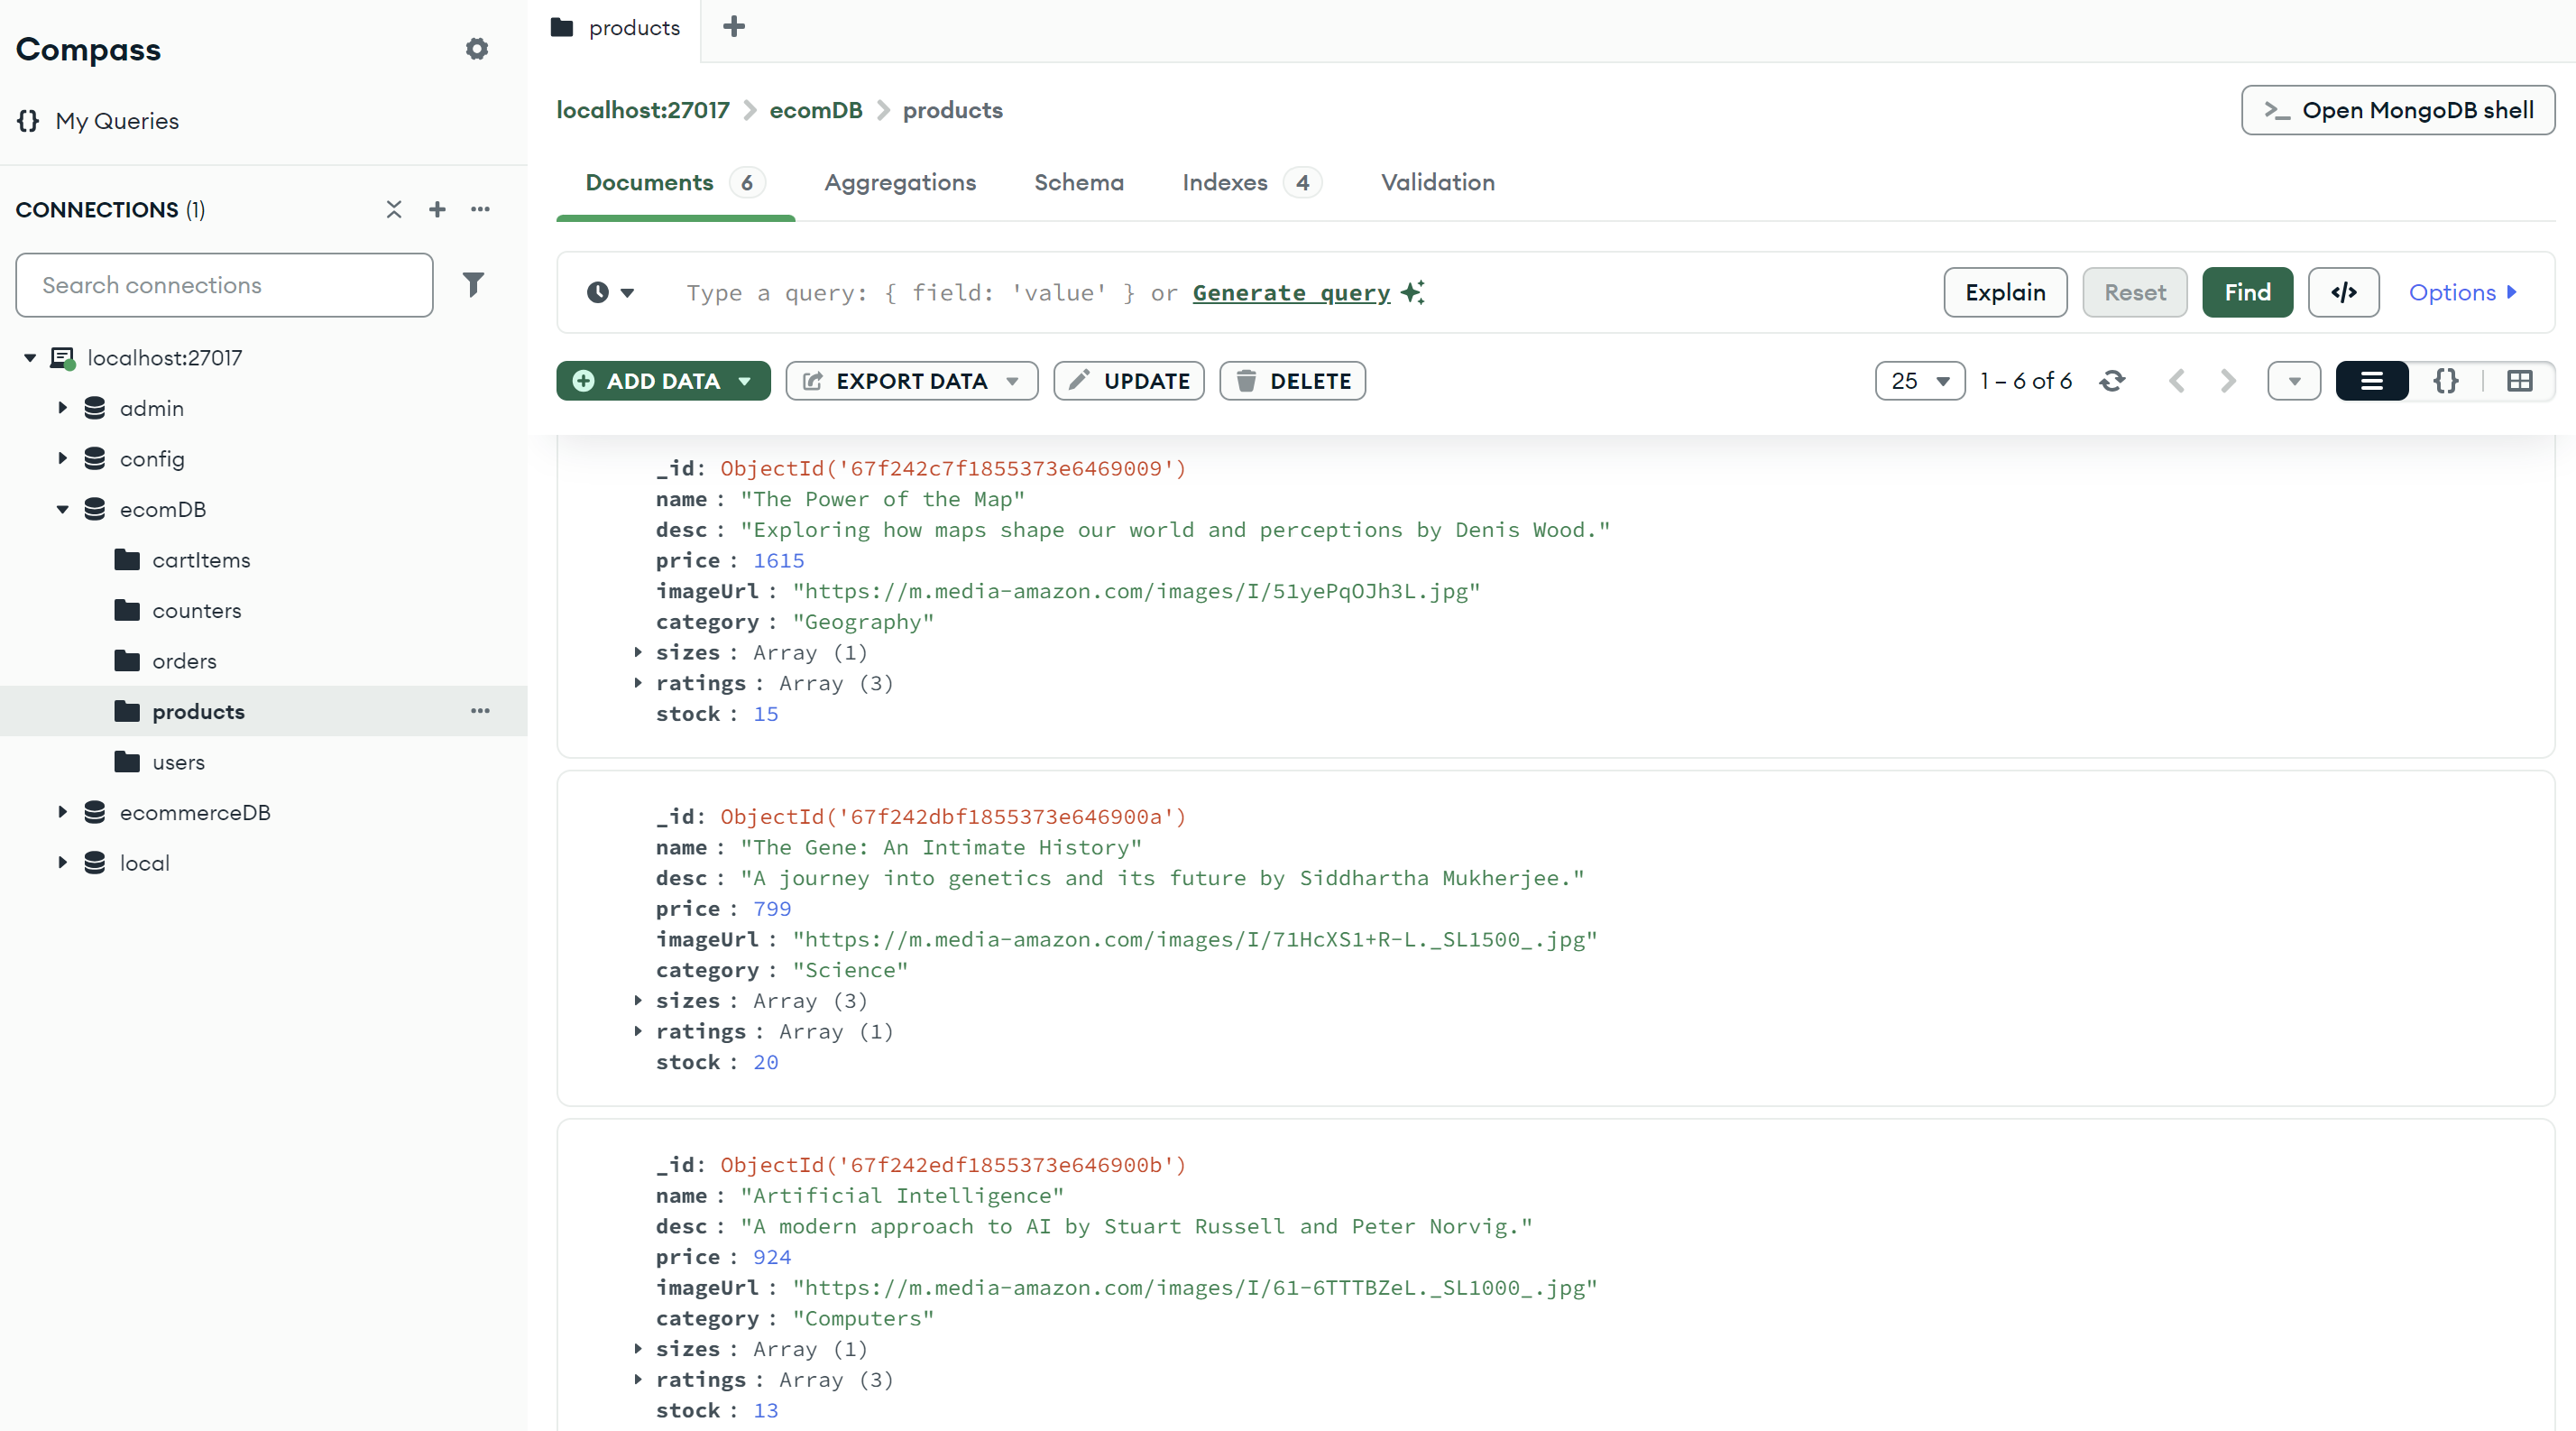 Compass
My Queries
CONNECTIONS (1)
Search connections
localhost:27017
admin
config
ecomDB
cartItems
counters
orders
products
users
ecommerceDB
local
products
localhost:27017 ecomDB products
Open MongoDB shell
Documents 6 Aggregations Schema Indexes 4 Validation
Type a query: { field: 'value' } or Generate query
Explain Reset Find </> Options
ADD DATA EXPORT DATA UPDATE DELETE
25 1 – 6 of 6 {}
_id: ObjectId('67f242c7f1855373e6469009')
name : "The Power of the Map"
desc : "Exploring how maps shape our world and perceptions by Denis Wood."
price : 1615
imageUrl : "https://m.media-amazon.com/images/I/51yePqOJh3L.jpg"
category : "Geography"
sizes : Array (1)
ratings : Array (3)
stock : 15
_id: ObjectId('67f242dbf1855373e646900a')
name : "The Gene: An Intimate History"
desc : "A journey into genetics and its future by Siddhartha Mukherjee."
price : 799
imageUrl : "https://m.media-amazon.com/images/I/71HcXS1+R-L._SL1500_.jpg"
category : "Science"
sizes : Array (3)
ratings : Array (1)
stock : 20
_id: ObjectId('67f242edf1855373e646900b')
name : "Artificial Intelligence"
desc : "A modern approach to AI by Stuart Russell and Peter Norvig."
price : 924
imageUrl : "https://m.media-amazon.com/images/I/61-6TTTBZeL._SL1000_.jpg"
category : "Computers"
sizes : Array (1)
ratings : Array (3)
stock : 13